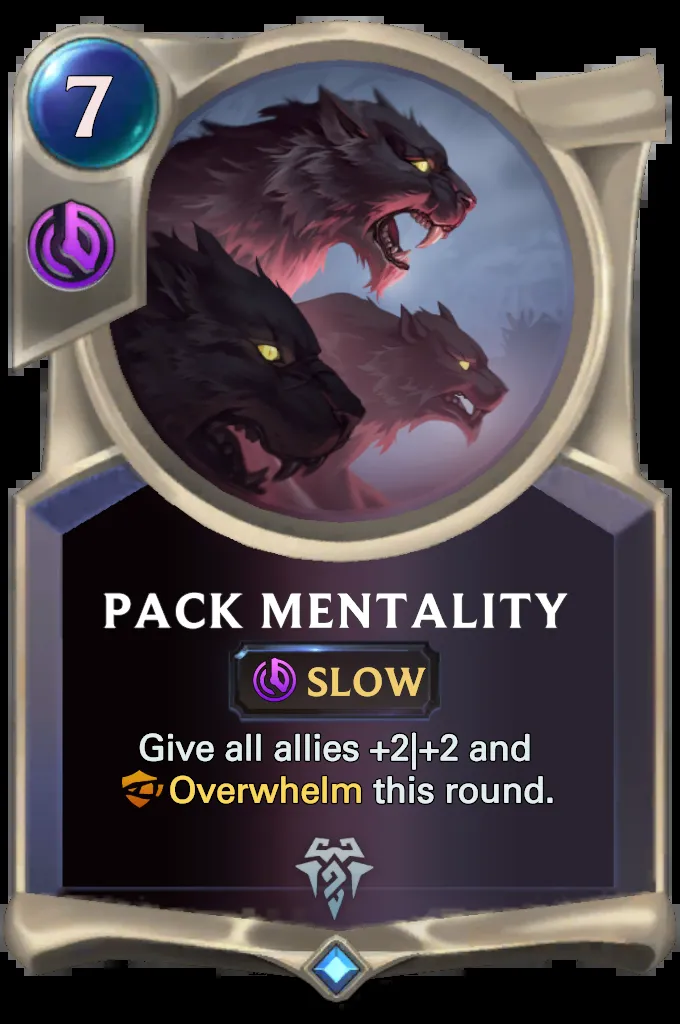 7
PACK MENTALITY
SLOW
Give all allies +2|+2 and
Overwhelm this round.